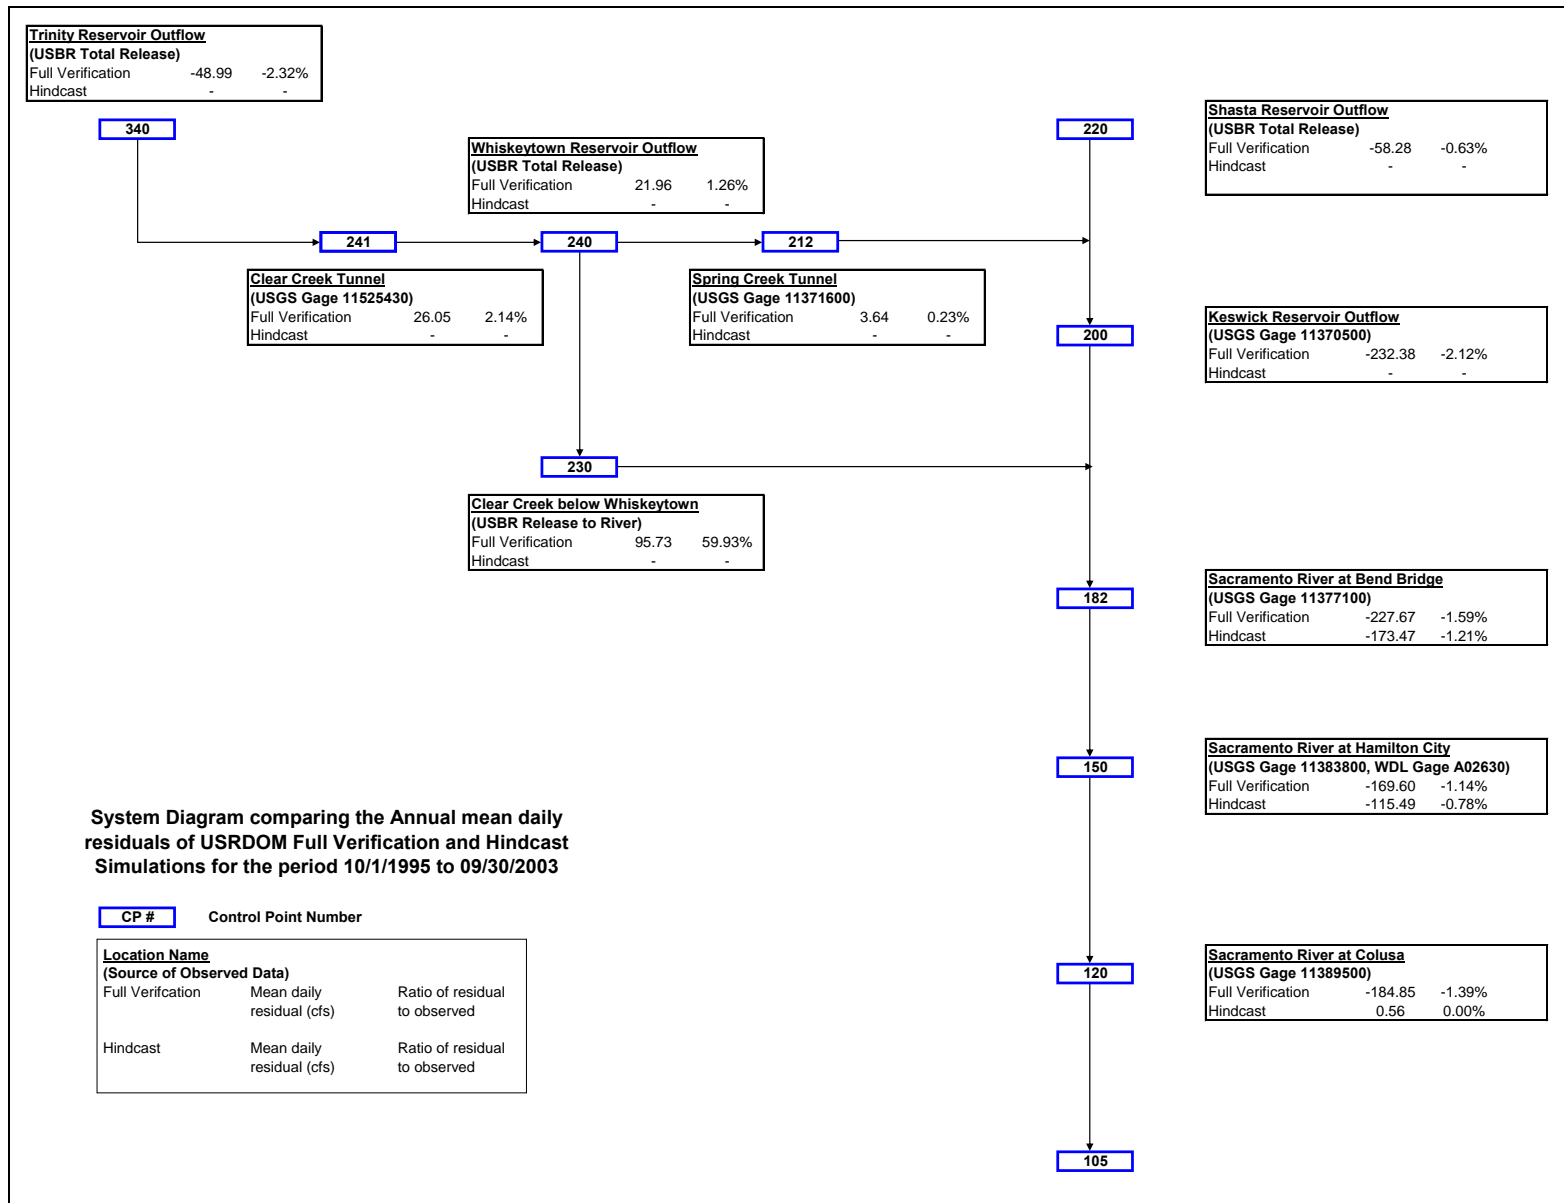 Trinity Reservoir Outflow
(USBR Total Release)
Full Verification -48.99 -2.32%
Hindcast - -
340
Whiskeytown Reservoir Outflow
(USBR Total Release)
Full Verification 21.96 1.26%
Hindcast - -
220
Shasta Reservoir Outflow
(USBR Total Release)
Full Verification -58.28 -0.63%
Hindcast - -
241
240
212
Clear Creek Tunnel
(USGS Gage 11525430)
Full Verification 26.05 2.14%
Hindcast - -
Spring Creek Tunnel
(USGS Gage 11371600)
Full Verification 3.64 0.23%
Hindcast - -
200
Keswick Reservoir Outflow
(USGS Gage 11370500)
Full Verification -232.38 -2.12%
Hindcast - -
230
Clear Creek below Whiskeytown
(USBR Release to River)
Full Verification 95.73 59.93%
Hindcast - -
182
Sacramento River at Bend Bridge
(USGS Gage 11377100)
Full Verification -227.67 -1.59%
Hindcast -173.47 -1.21%
150
Sacramento River at Hamilton City
(USGS Gage 11383800, WDL Gage A02630)
Full Verification -169.60 -1.14%
Hindcast -115.49 -0.78%
System Diagram comparing the Annual mean daily
residuals of USRDOM Full Verification and Hindcast
Simulations for the period 10/1/1995 to 09/30/2003
CP # Control Point Number
Location Name
(Source of Observed Data)
Full Verifcation Mean daily Ratio of residual
residual (cfs) to observed
Hindcast Mean daily Ratio of residual
residual (cfs) to observed
120
Sacramento River at Colusa
(USGS Gage 11389500)
Full Verification -184.85 -1.39%
Hindcast 0.56 0.00%
105